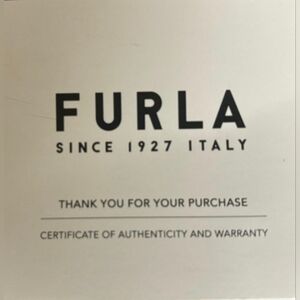 FURLA
SINCE 1927 ITALY
THANK YOU FOR YOUR PURCHASE
CERTIFICATE OF AUTHENTICITY AND WARRANTY